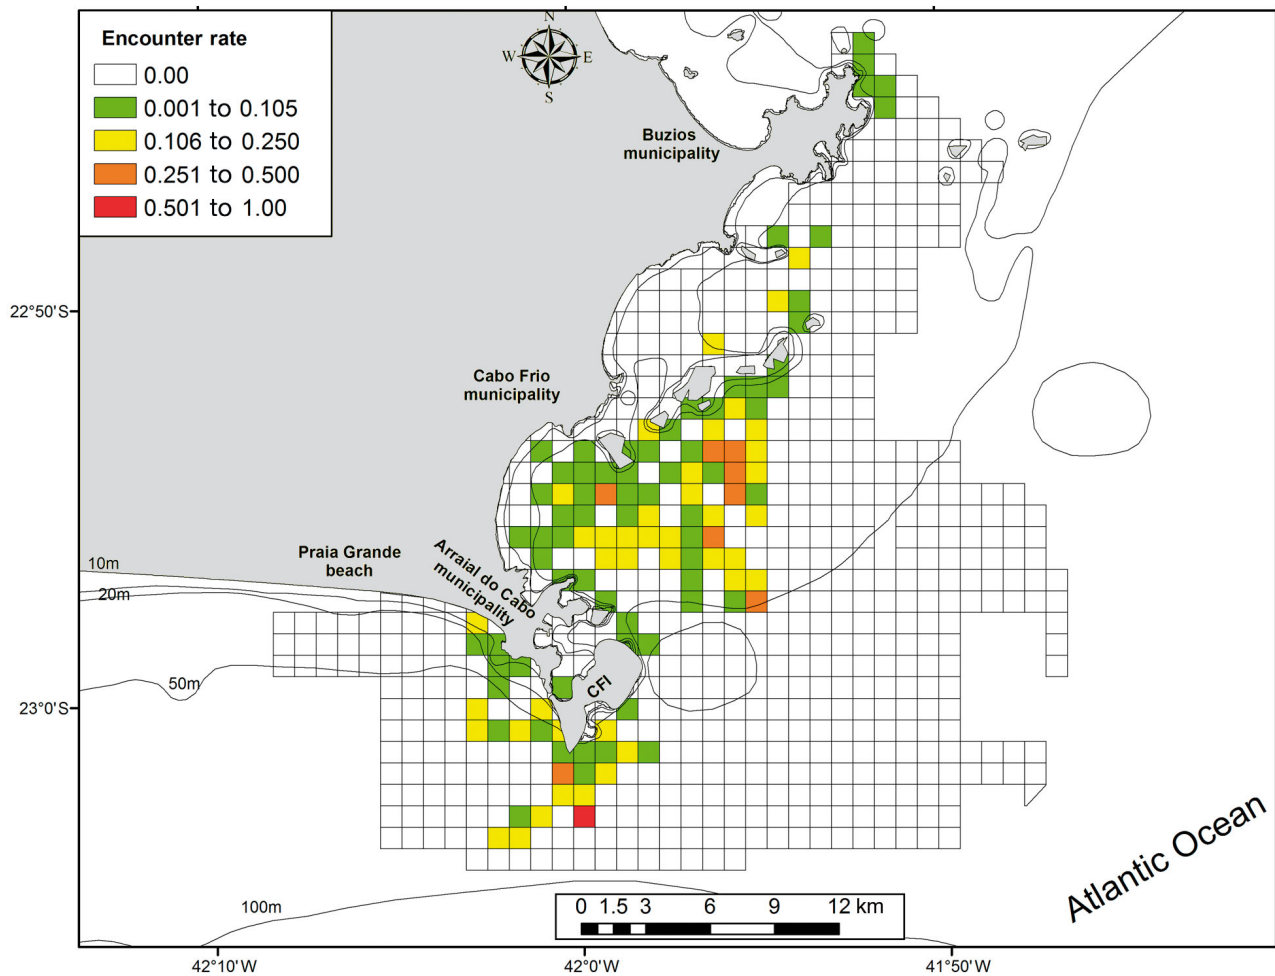 Encounter rate
0.00
0.001 to 0.105
0.106 to 0.250
0.251 to 0.500
0.501 to 1.00
N
W
E
S
Buzios
municipality
22°50'S
Cabo Frio
municipality
Praia Grande
beach
Arraial do Cabo
municipality
10m
20m
50m
CFI
23°0'S
100m
0 1.5 3 6 9 12 km
Atlantic Ocean
42°10'W
42°0'W
41°50'W